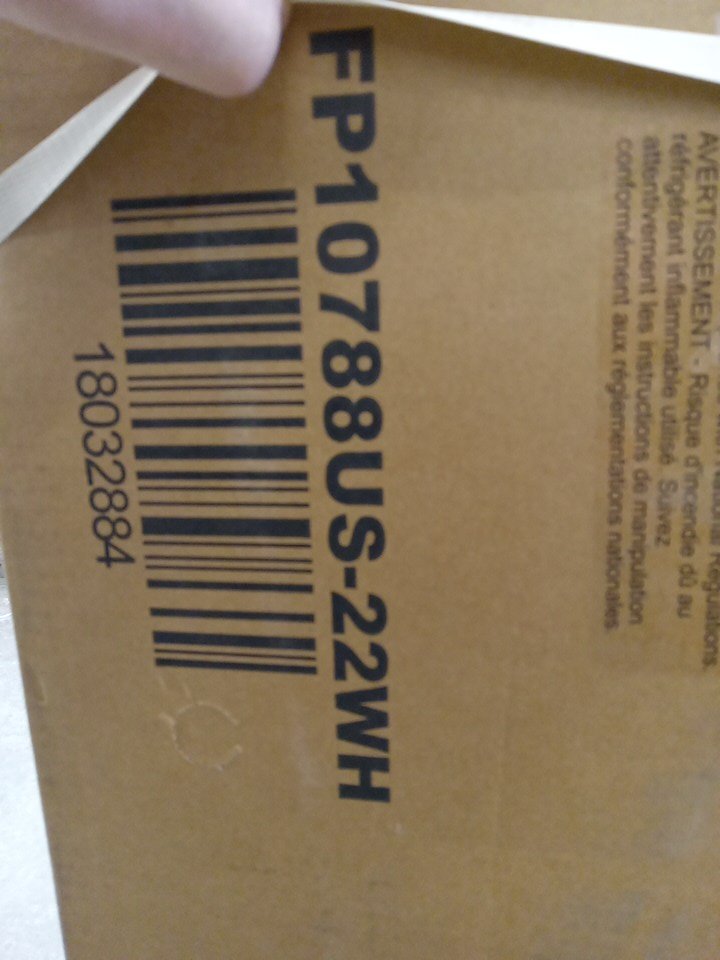 Regulations.
AVERTISSEMENT - Risque d'incendie dû au
réfrigérant inflammable utilisé. Suivez
attentivement les instructions de manipulation
conformément aux réglementations nationales.
FP10788US-22WH
18032884